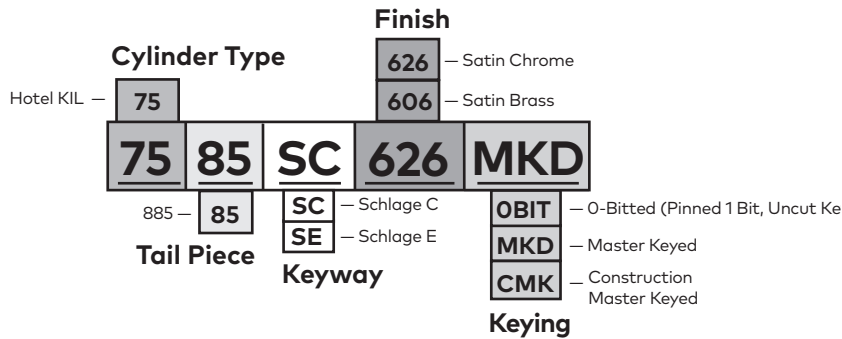 Finish
Cylinder Type
626 — Satin Chrome
Hotel KIL — 75
606 — Satin Brass
75 85 SC 626 MKD
885 — 85
SC — Schlage C
0BIT — 0-Bitted (Pinned 1 Bit, Uncut
SE — Schlage E
MKD — Master Keyed
Tail Piece
Keyway
CMK — Construction
Master Keyed
Keying